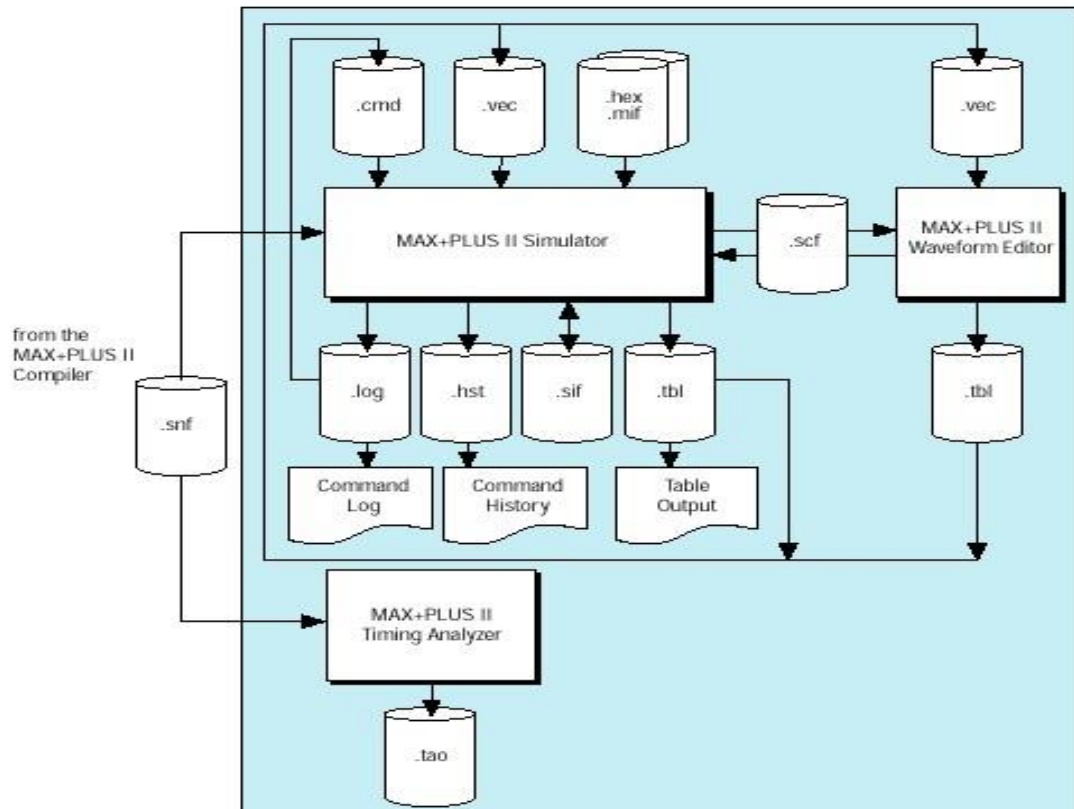 .cmd
.vec
.hex
.mif
.vec
MAX+PLUS II Simulator
.scf
MAX+PLUS II
Waveform Editor
from the
MAX+PLUS II
Compiler
.snf
.log
.hst
.sif
.tbl
.tbl
Command
Log
Command
History
Table
Output
MAX+PLUS II
Timing Analyzer
.tao